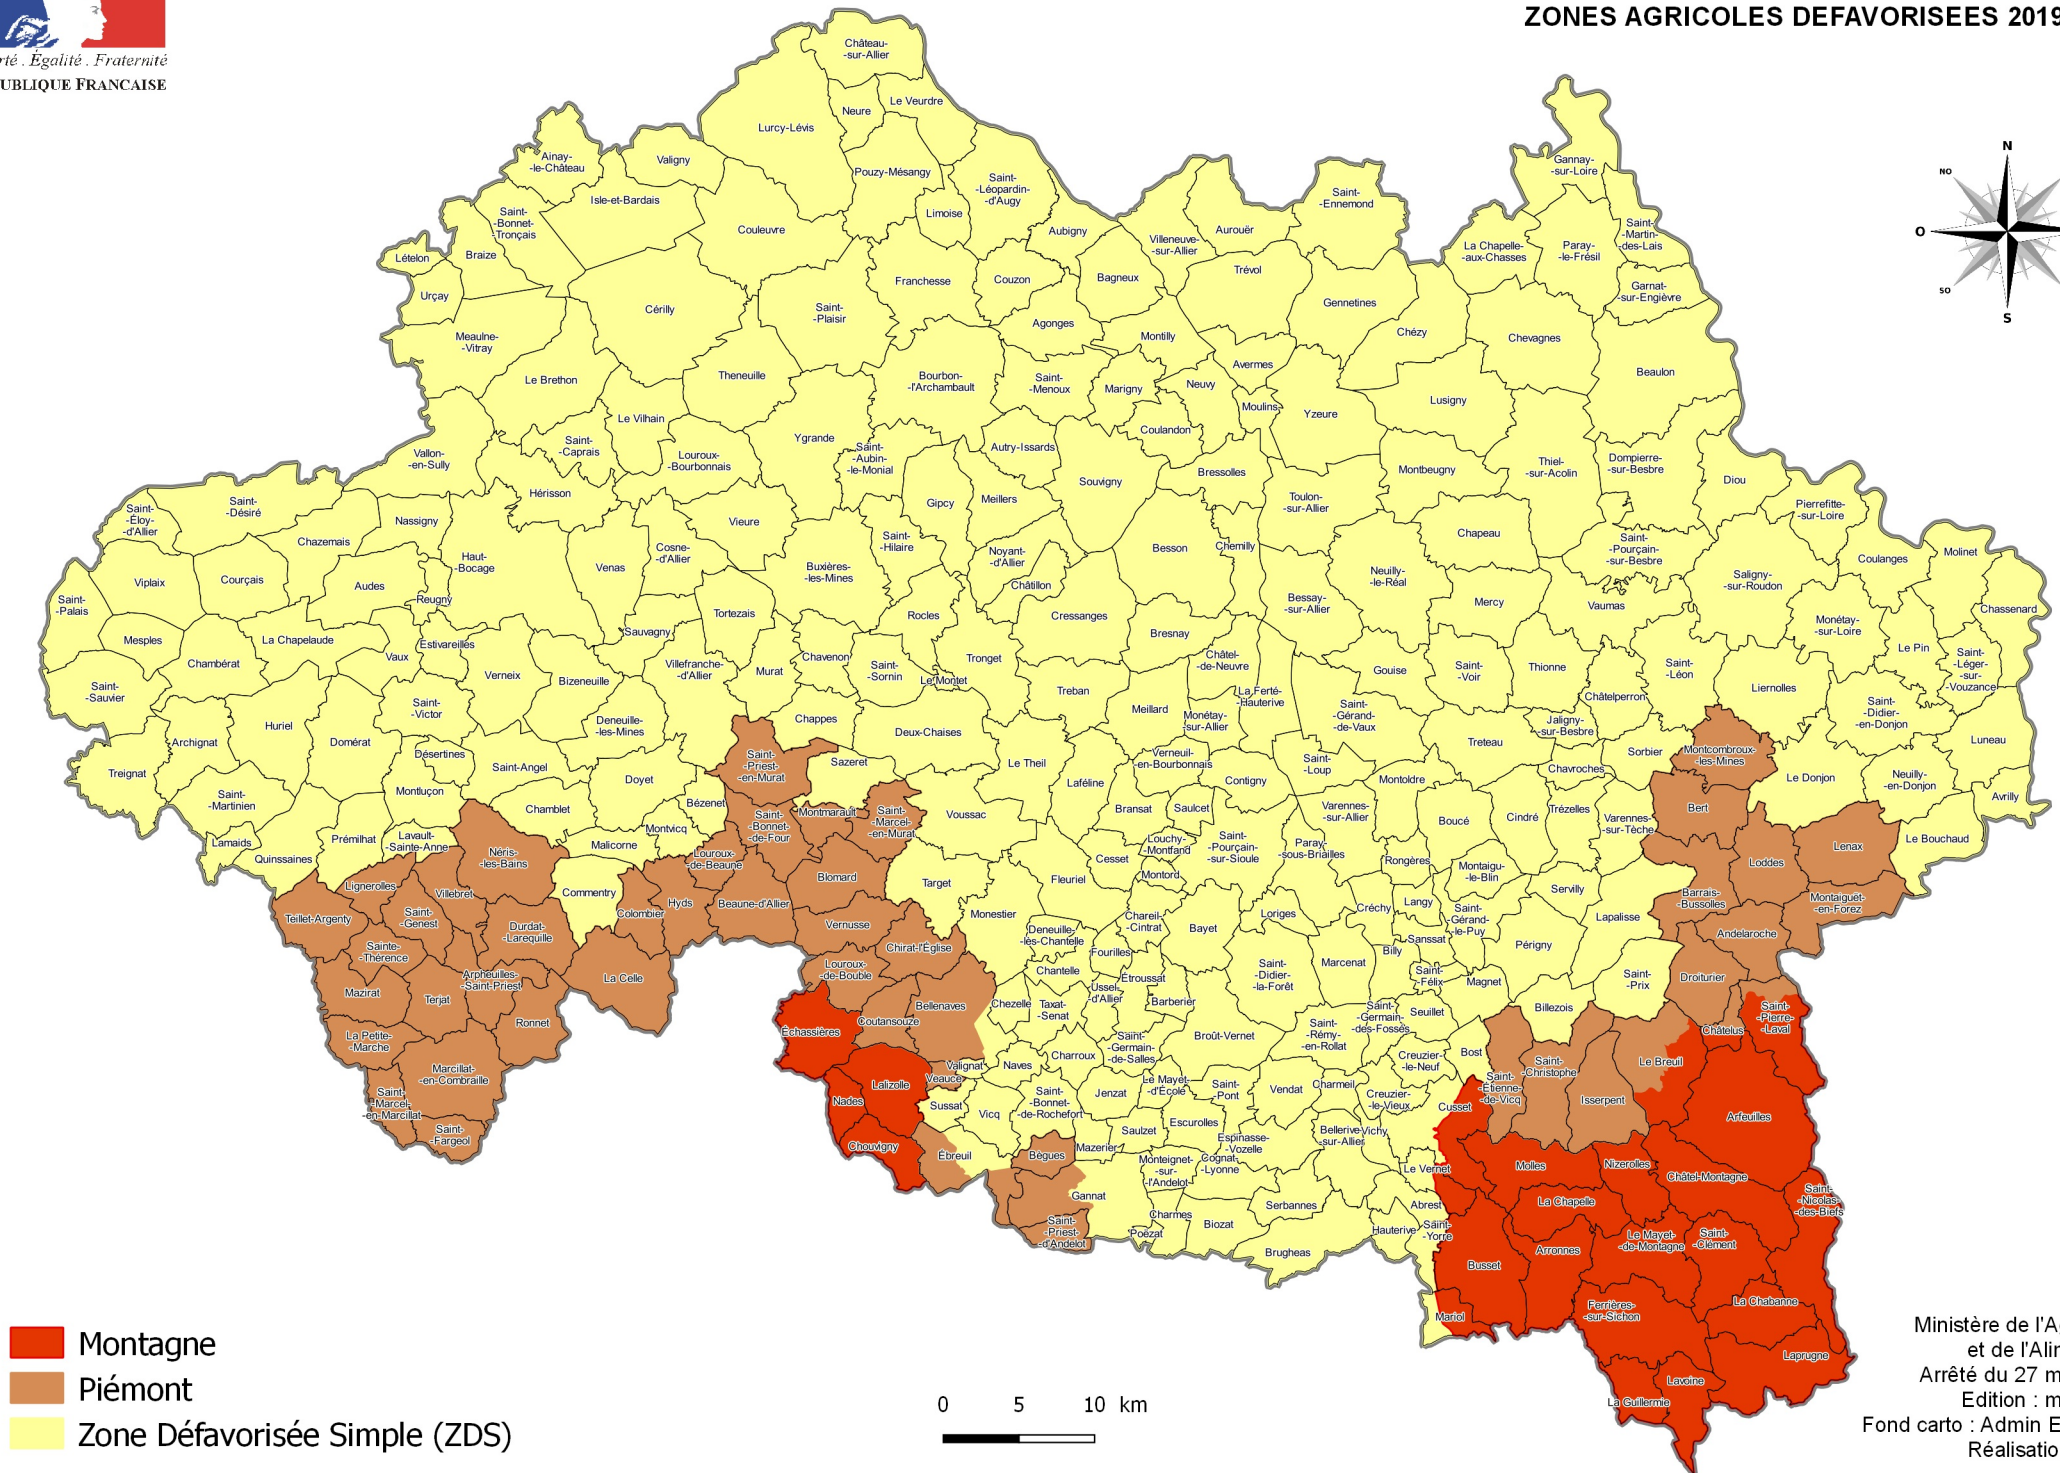 ZONES AGRICOLES DEFAVORISEES 2019
rté . Égalité . Fraternité
UBLIQUE FRANCAISE
N
NO
O
SO
S
Château-
-sur-Allier
Le Veurdre
Neure
Lurcy-Lévis
Ainay-
-le-Château
Valigny
Pouzy-Mésangy
Saint-
-Léopardin-
-d'Augy
Gannay-
-sur-Loire
Isle-et-Bardais
Saint-
-Bonnet-
-Tronçais
Limoise
Saint-
-Ennemond
Couleuvre
Aubigny
Villeneuve-
-sur-Allier
Aurouër
La Chapelle-
-aux-Chasses
Paray-
-le-Frésil
Saint-
-Martin-
-des-Lais
Lételon
Braize
Trévol
Franchesse
Couzon
Bagneux
Urçay
Garnat-
-sur-Engièvre
Cérilly
Saint-
-Plaisir
Gennetines
Agonges
Montilly
Chézy
Chevagnes
Meaulne-
-Vitray
Avermes
Beaulon
Le Brethon
Theneuille
Bourbon-
-l'Archambault
Saint-
-Menoux
Marigny
Neuvy
Moulins
Yzeure
Lusigny
Le Vilhain
Coulandon
Ygrande
Saint-
-Caprais
Saint-
-Aubin-
-le-Monial
Autry-Issards
Vallon-
-en-Sully
Louroux-
-Bourbonnais
Bressolles
Montbeugny
Thiel-
-sur-Acolin
Dompierre-
-sur-Besbre
Diou
Souvigny
Hérisson
Gipcy
Meillers
Toulon-
-sur-Allier
Pierrefitte-
-sur-Loire
Saint-
-Désiré
Saint-
-Éloy-
-d'Allier
Nassigny
Vieure
Chapeau
Chazemais
Saint-
-Hilaire
Cosne-
-d'Allier
Noyant-
-d'Allier
Besson
Chemilly
Saint-
-Pourçain-
-sur-Besbre
Coulanges
Molinet
Haut-
-Bocage
Venas
Buxières-
-les-Mines
Neuilly-
-le-Réal
Saligny-
-sur-Roudon
Viplaix
Courçais
Audes
Châtillon
Reugny
Saint-
-Palais
Tortezais
Rocles
Cressanges
Bessay-
-sur-Allier
Mercy
Vaumas
Chassenard
Mesples
La Chapelaude
Estivareilles
Sauvagny
Bresnay
Monétay-
-sur-Loire
Le Pin
Chambérat
Vaux
Chavenon
Tronget
Châtel-
-de-Neuvre
Villefranche-
-d'Allier
Murat
Saint-
-Sornin
Le Montet
Gouise
Saint-
-Voir
Thionne
Saint-
-Léon
Saint-
-Léger-
-sur-
-Vouzance
Saint-
-Sauvier
Verneix
Bizeneuille
Treban
La Ferté-
-Hauterive
Châtelperron
Liernolles
Saint-
-Victor
Meillard
Monétay-
-sur-Allier
Saint-
-Gérand-
-de-Vaux
Saint-
-Didier-
-en-Donjon
Huriel
Deneuille-
-les-Mines
Chappes
Deux-Chaises
Jaligny-
-sur-Besbre
Archignat
Domérat
Treteau
Luneau
Désertines
Sorbier
Montcombroux-
-les-Mines
Treignat
Saint-Angel
Saint-
-Priest-
-en-Murat
Sazeret
Le Theil
Verneuil-
-en-Bourbonnais
Saint-
-Loup
Chavroches
Doyet
Laféline
Contigny
Montoldre
Le Donjon
Neuilly-
-en-Donjon
Montluçon
Avrilly
Saint-
-Martinien
Chamblet
Bézenet
Montmarault
Saint-
-Marcel-
-en-Murat
Voussac
Bransat
Saulcet
Varennes-
-sur-Allier
Boucé
Cindré
Trézelles
Bert
Saint-
-Bonnet-
-de-Four
Montvicq
Varennes-
-sur-Tèche
Lamaids
Prémilhat
Lavault-
-Sainte-Anne
Malicorne
Louchy-
-Montfand
Saint-
-Pourçain-
-sur-Sioule
Paray-
-sous-Briailles
Le Bouchaud
Lenax
Quinssaines
Néris-
-les-Bains
Louroux-
-de-Beaune
Cesset
Rongères
Montaigu-
-le-Blin
Loddes
Commentry
Blomard
Target
Fleuriel
Montord
Servilly
Lignerolles
Villebret
Colombier
Hyds
Beaune-d'Allier
Barrais-
-Bussolles
Montaiguët-
-en-Forez
Teillet-Argenty
Saint-
-Genest
Vernusse
Monestier
Chareil-
-Cintrat
Loriges
Créchy
Langy
Saint-
-Gérand-
-le-Puy
Lapalisse
Durdat-
-Larequille
Deneuille-
-lès-Chantelle
Bayet
Sanssat
Périgny
Andelaroche
Sainte-
-Thérence
Chirat-l'Église
Fourilles
Billy
Louroux-
-de-Bouble
Chantelle
Étroussat
Saint-
-Didier-
-la-Forêt
Marcenat
Saint-
-Félix
Magnet
Saint-
-Prix
Droiturier
Arpheuilles-
-Saint-Priest
La Celle
Mazirat
Terjat
Ussel-
-d'Allier
Barberier
Bellenaves
Chezelle
Taxat-
-Senat
Billezois
Ronnet
Coutansouze
Saint-
-Germain-
-des-Fossés
Seuillet
Saint-
-Pierre-
-Laval
Échassières
Châtelus
La Petite-
-Marche
Saint-
-Germain-
-de-Salles
Broût-Vernet
Saint-
-Rémy-
-en-Rollat
Creuzier-
-le-Neuf
Bost
Le Breuil
Marcillat-
-en-Combraille
Valignat
Naves
Charroux
Saint-
-Christophe
Lalizolle
Veauce
Le Mayet-
-d'École
Saint-
-Pont
Vendat
Charmeil
Saint-
-Étienne-
-de-Vicq
Saint-
-Marcel-
-en-Marcillat
Nades
Sussat
Vicq
Saint-
-Bonnet-
-de-Rochefort
Jenzat
Creuzier-
-le-Vieux
Cusset
Isserpent
Arfeuilles
Saint-
-Fargeol
Saulzet
Escurolles
Bellerive-
-sur-Allier
Vichy
Chouvigny
Ébreuil
Bègues
Mazerier
Espinasse-
-Vozelle
Monteignet-
-sur-
-l'Andelot
Cognat-
-Lyonne
Le Vernet
Molles
Nizerolles
Châtel-Montagne
Gannat
Serbannes
Abrest
La Chapelle
Saint-
-Nicolas-
-des-Biefs
Charmes
Biozat
Saint-
-Priest-
-d'Andelot
Poëzat
Hauterive
Saint-
-Yorre
Le Mayet-
-de-Montagne
Saint-
-Clément
Brugheas
Arronnes
Busset
La Chabanne
Mariol
Ferrières-
-sur-Sichon
Laprugne
Lavoine
La Guillermie
Montagne
Piémont
Zone Défavorisée Simple (ZDS)
0 5 10 km
Ministère de l'A
et de l'Alir
Arrêté du 27 m
Edition : m
Fond carto : Admin E
Réalisatio